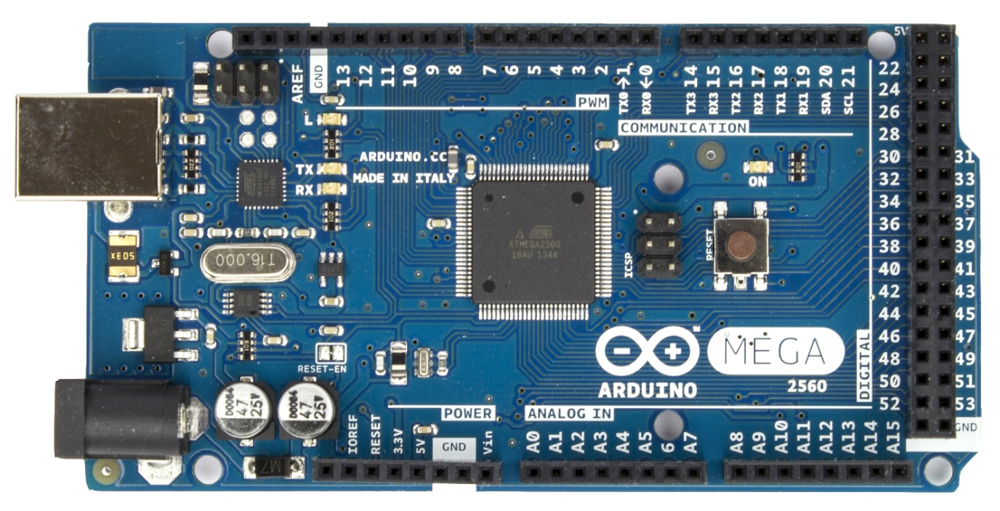 5V
AREF
GND
13
12
11
10
9
8
7
6
5
4
3
2
TX0→1
RX0←0
TX3 14
RX3 15
TX2 16
RX2 17
TX1 18
RX1 19
SDA 20
SCL 21
PWM
COMMUNICATION
L
TX
RX
ARDUINO.CC
MADE IN ITALY
ON
RESET
ICSP
22
24
26
28
30 31
32 33
34 35
36 37
38 39
40 41
42 43
44 45
46 47
48 49
50 51
52 53
GND
DIGITAL
102
220
102
ATMEL
ATMEGA2560
16AU 1344
T16.000
RESET-EN
MEGA
2560
ARDUINO
47
25V
47
25V
M7
POWER
ANALOG IN
IOREF
RESET
3.3V
5V
GND
Vin
A0
A1
A2
A3
A4
A5
6
A7
A8
A9
A10
A11
A12
A13
A14
A15